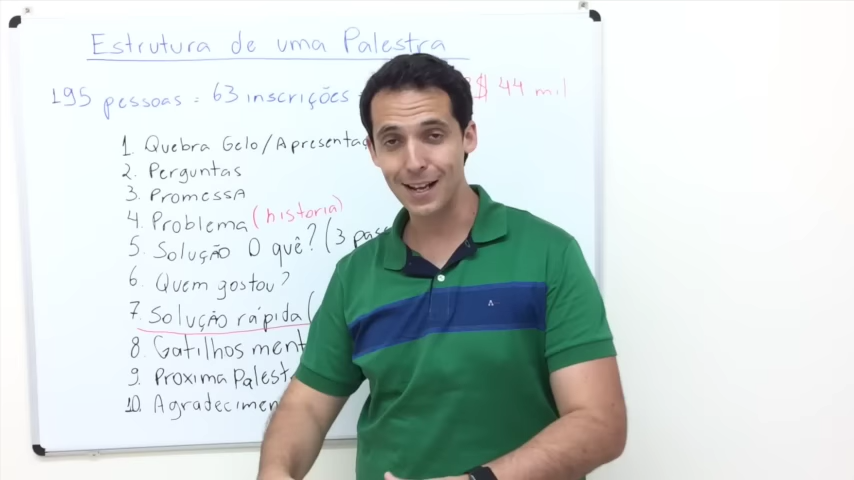 Estrutura de uma Palestra
195 pessoas = 63 inscrições = R$ 44 mil
1. Quebra Gelo/Apresentaç
2. Perguntas
3. Promessa
4. Problema (historia)
5. Solução O quê? (3 pass
6. Quem gostou?
7. Solução rápida (
8. Gatilhos ment
9. Proxima Palest
10. Agradecimen